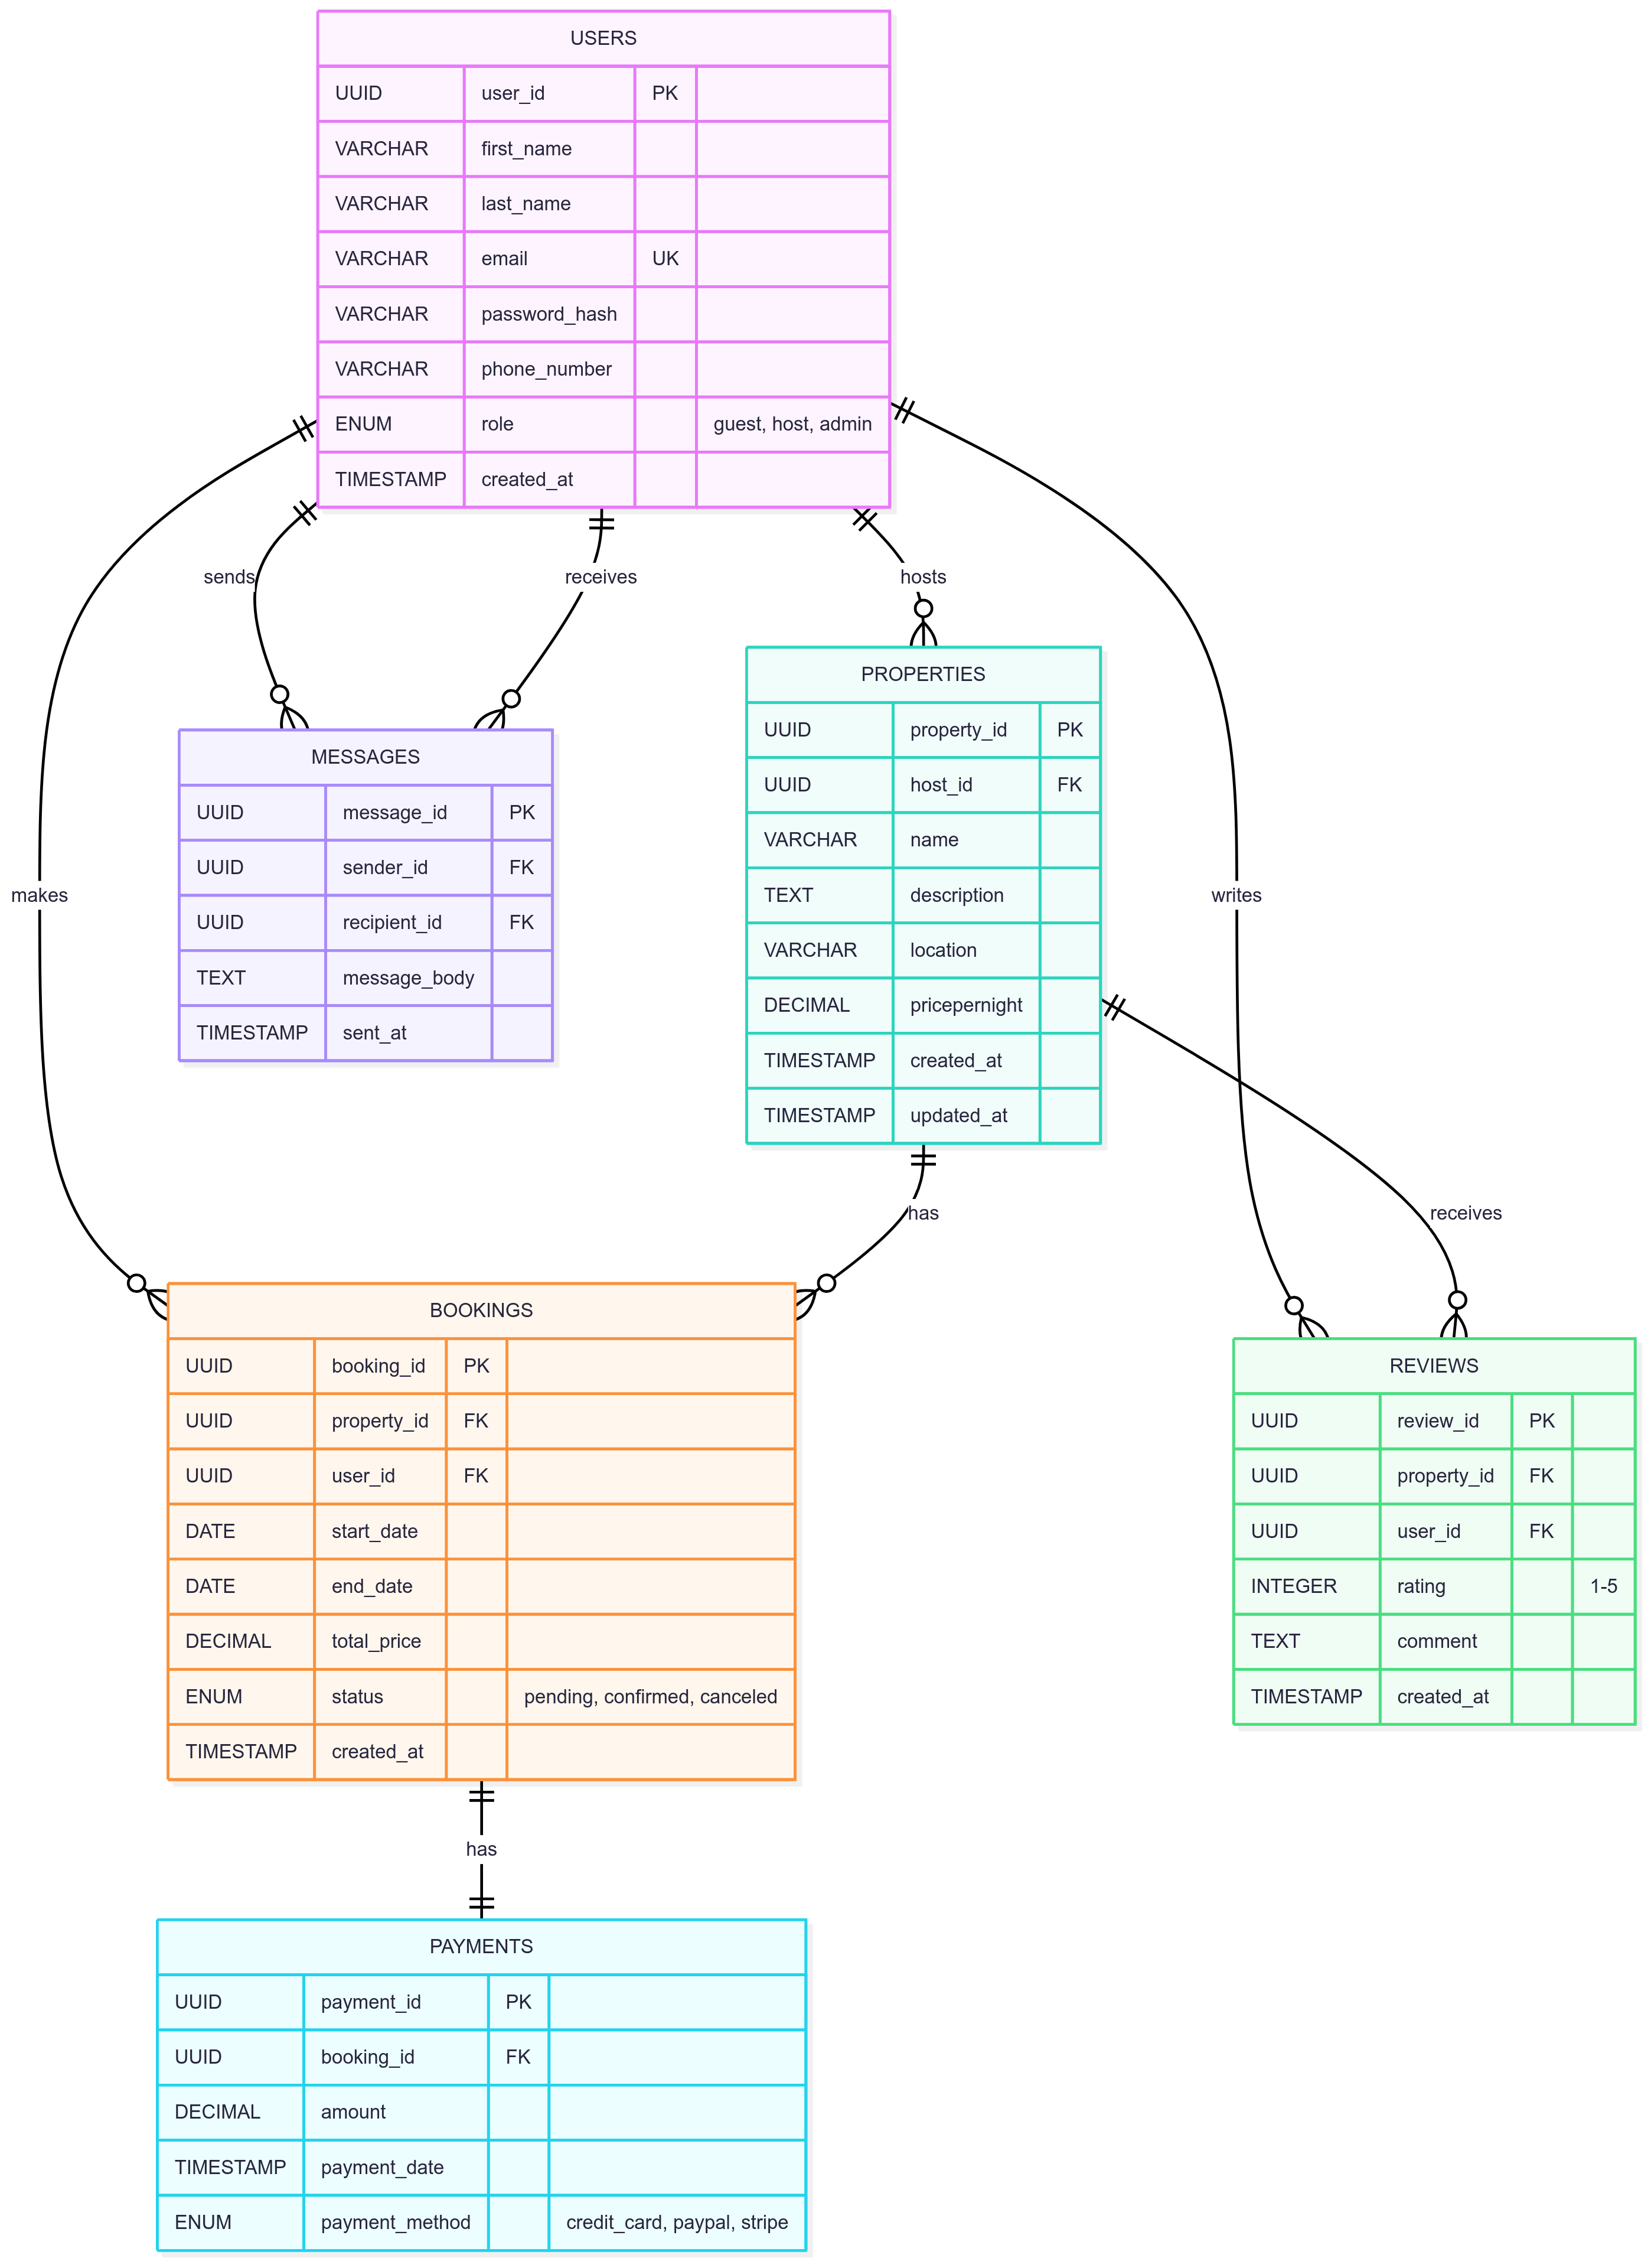 USERS
UUID user_id PK
VARCHAR first_name
VARCHAR last_name
VARCHAR email UK
VARCHAR password_hash
VARCHAR phone_number
ENUM role guest, host, admin
TIMESTAMP created_at
sends
receives
hosts
MESSAGES
UUID message_id PK
UUID sender_id FK
UUID recipient_id FK
TEXT message_body
TIMESTAMP sent_at
PROPERTIES
UUID property_id PK
UUID host_id FK
VARCHAR name
TEXT description
VARCHAR location
DECIMAL pricepernight
TIMESTAMP created_at
TIMESTAMP updated_at
makes
writes
has
receives
BOOKINGS
UUID booking_id PK
UUID property_id FK
UUID user_id FK
DATE start_date
DATE end_date
DECIMAL total_price
ENUM status pending, confirmed, canceled
TIMESTAMP created_at
REVIEWS
UUID review_id PK
UUID property_id FK
UUID user_id FK
INTEGER rating 1-5
TEXT comment
TIMESTAMP created_at
has
PAYMENTS
UUID payment_id PK
UUID booking_id FK
DECIMAL amount
TIMESTAMP payment_date
ENUM payment_method credit_card, paypal, stripe